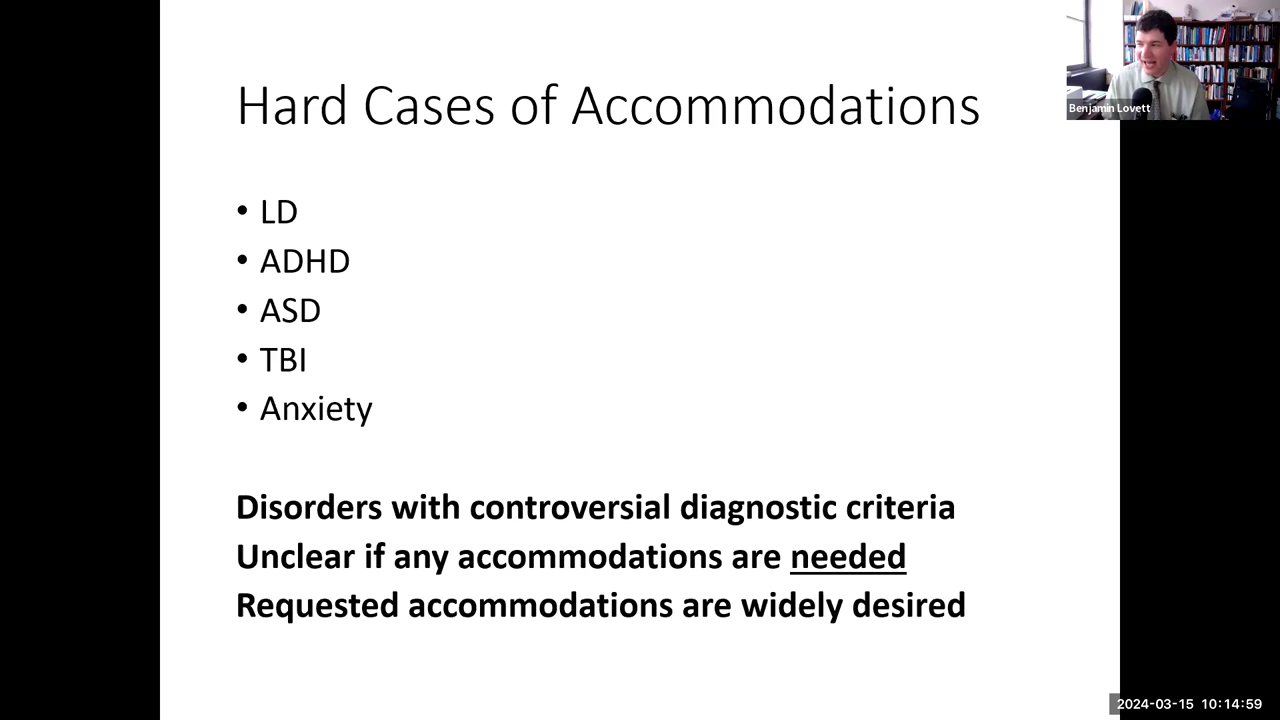 Hard Cases of Accommodations
• LD
• ADHD
• ASD
• TBI
• Anxiety
Disorders with controversial diagnostic criteria
Unclear if any accommodations are needed
Requested accommodations are widely desired
Benjamin Lovett
2024-03-15 10:14:59